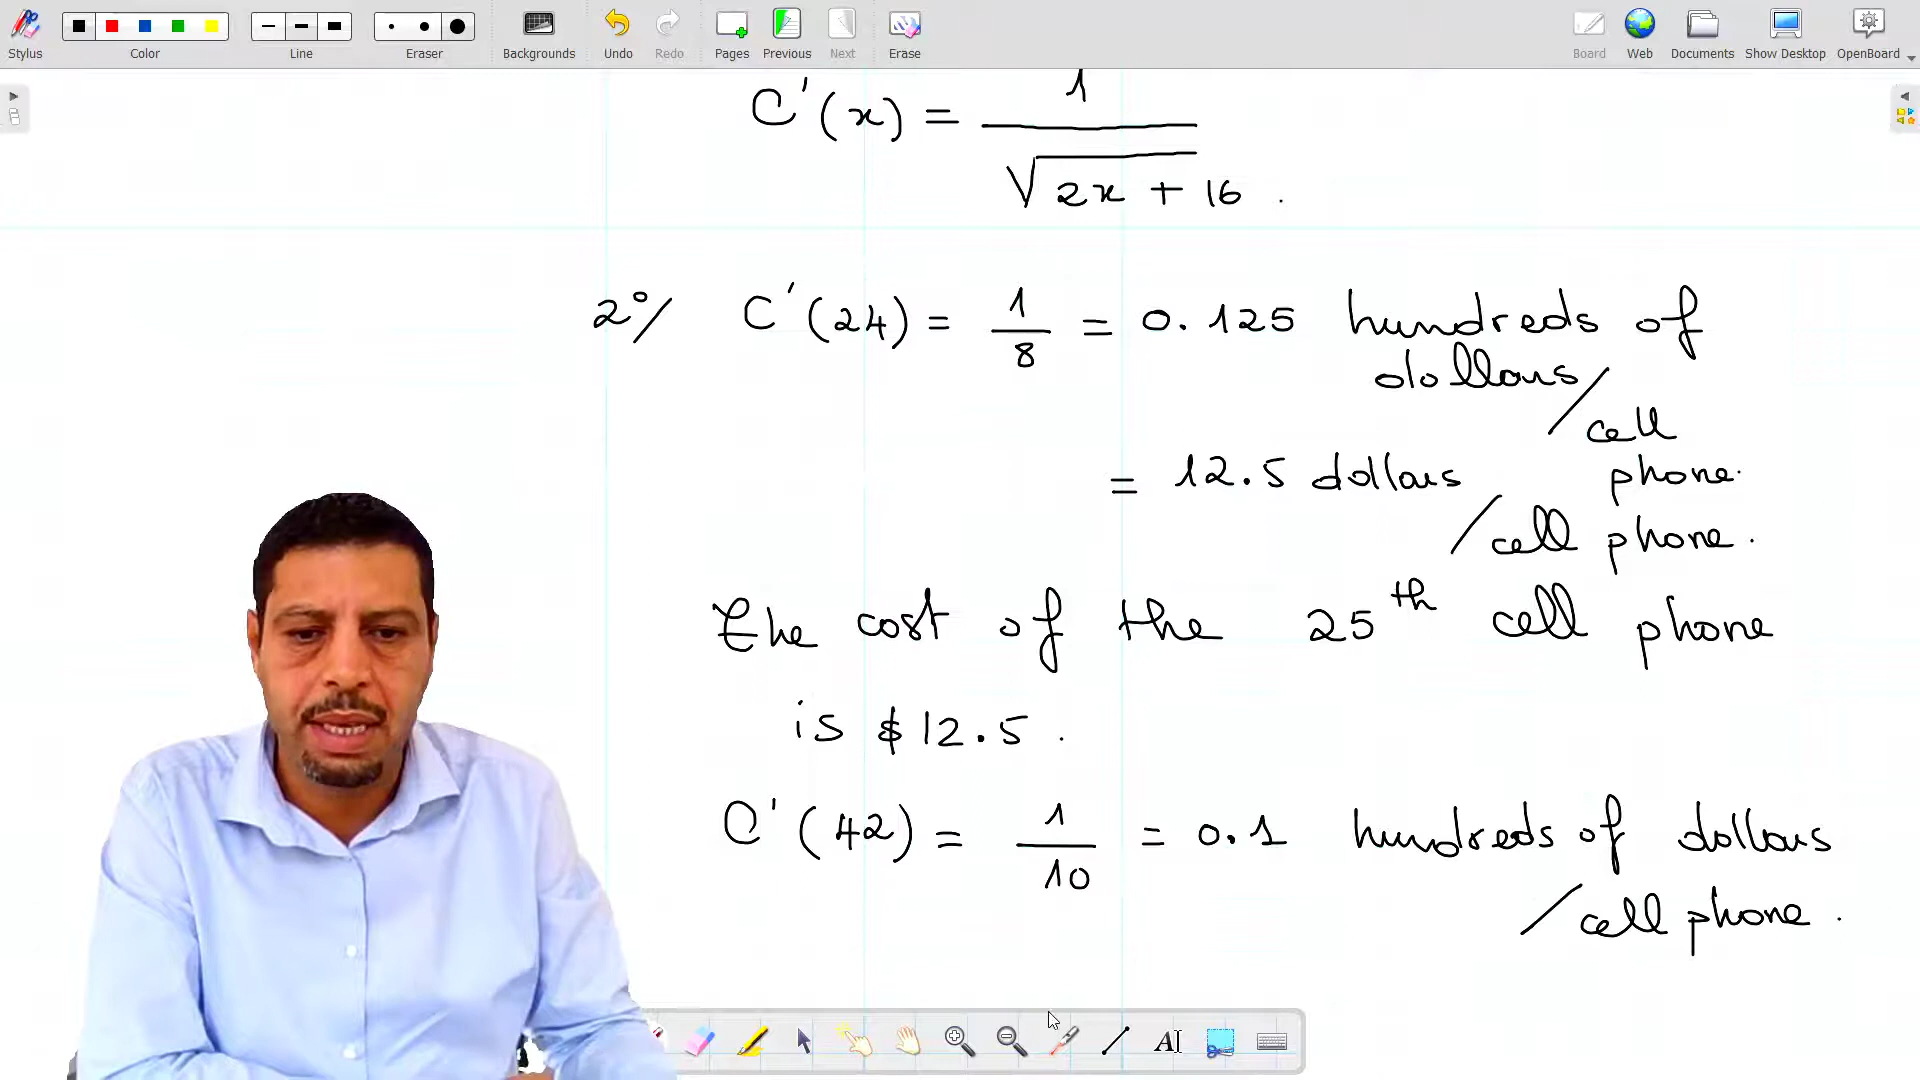 Stylus Color Line Eraser Backgrounds Undo Redo Pages Previous Next Erase Board Web Documents Show Desktop OpenBoard
C'(x) = 1 / √(2x + 16) .
2°/ C'(24) = 1/8 = 0.125 hundreds of
dollars / cell
phone.
= 12.5 dollars
/ cell phone.
The cost of the 25th cell phone
is $12.5 .
C'(42) = 1/10 = 0.1 hundreds of dollars
/ cell phone .
AI